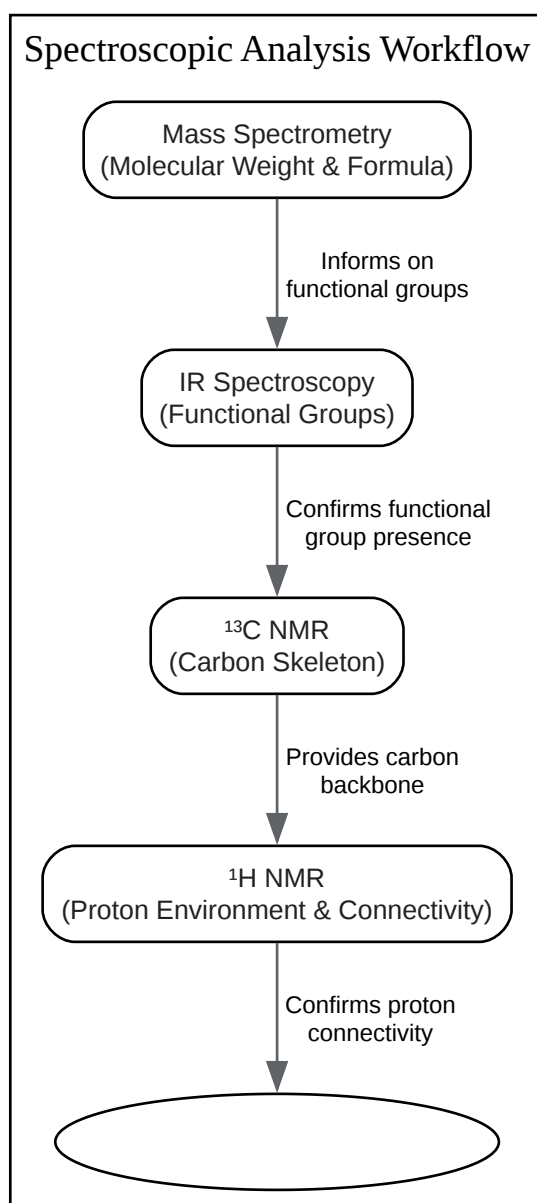 Spectroscopic Analysis Workflow
Mass Spectrometry
(Molecular Weight & Formula)
Informs on
functional groups
IR Spectroscopy
(Functional Groups)
Confirms functional
group presence
¹³C NMR
(Carbon Skeleton)
Provides carbon
backbone
¹H NMR
(Proton Environment & Connectivity)
Confirms proton
connectivity